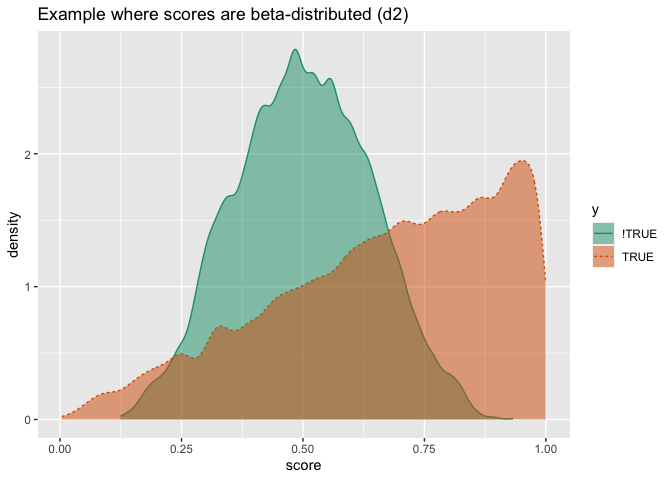 Example where scores are beta-distributed (d2)
density
2
1
0
0.00 0.25 0.50 0.75 1.00
score
y
!TRUE
TRUE